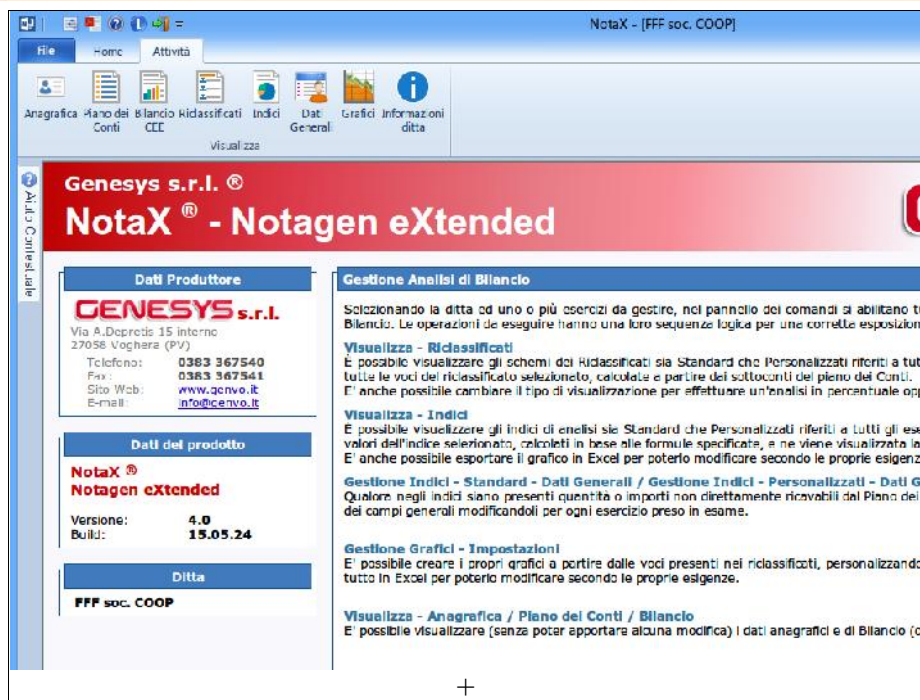 NotaX - [FFF soc. COOP]
File Home Attività
Anagrafica Piano dei Conti Bilancio CEE Riclassificati Indici Dati Generali Grafici Informazioni ditta
Visualizza
Aiuto Contestuale
Genesys s.r.l. ®
NotaX ® - Notagen eXtended
Dati Produttore
GENESYS s.r.l.
Via A.Depretis 15 interno
27058 Voghera (PV)
Telefono: 0383 367540
Fax: 0383 367541
Sito Web: www.genvo.it
E-mail: info@genvo.it
Dati del prodotto
NotaX ®
Notagen eXtended
Versione: 4.0
Build: 15.05.24
Ditta
FFF soc. COOP
Gestione Analisi di Bilancio
Selezionando la ditta ed uno o più esercizi da gestire, nel pannello dei comandi si abilitano
Bilancio. Le operazioni da eseguire hanno una loro sequenza logica per una corretta
Visualizza - Riclassificati
È possibile visualizzare gli schemi dei Riclassificati sia Standard che Personalizzati riferiti a
tutte le voci del riclassificato selezionato, calcolate a partire dai sottoconti del piano dei Conti.
E' anche possibile cambiare il tipo di visualizzazione per effettuare un'analisi in percentuale
Visualizza - Indici
È possibile visualizzare gli indici di analisi sia Standard che Personalizzati riferiti a tutti gli
valori dell'indice selezionato, calcolati in base alle formule specificate, e ne viene visualizzata la
E' anche possibile esportare il grafico in Excel per poterlo modificare secondo le proprie
Gestione Indici - Standard - Dati Generali / Gestione Indici - Personalizzati - Dati G
Qualora negli indici siano presenti quantità o importi non direttamente ricavabili dal Piano dei
dei campi generali modificandoli per ogni esercizio preso in esame.
Gestione Grafici - Impostazioni
E' possibile creare i propri grafici a partire dalle voci presenti nei riclassificati, personalizzando
tutto in Excel per poterlo modificare secondo le proprie esigenze.
Visualizza - Anagrafica / Piano dei Conti / Bilancio
E' possibile visualizzare (senza poter apportare alcuna modifica) i dati anagrafici e di Bilancio